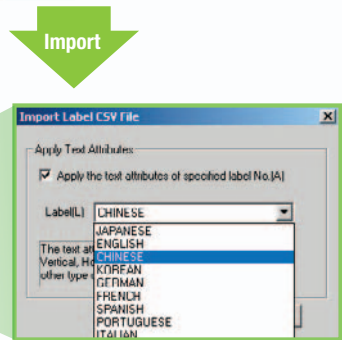 Import
Import Label CSV File
Apply Text Attributes
Apply the text attributes of specified label No.(A)
Label(L) CHINESE
JAPANESE
ENGLISH
The text att CHINESE
Vertical, Ho KOREAN
other type GERMAN
FRENCH
SPANISH
PORTUGUESE
ITALIAN